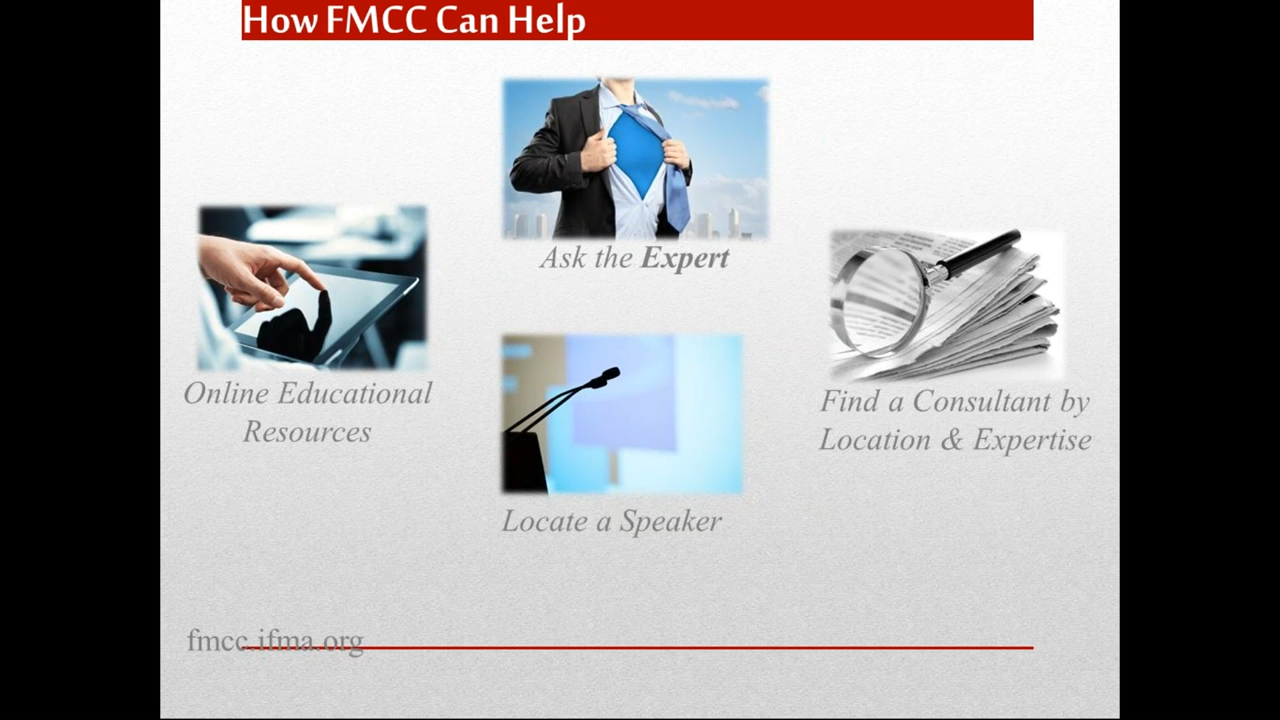 How FMCC Can Help
Ask the Expert
Online Educational
Resources
Find a Consultant by
Location & Expertise
Locate a Speaker
fmcc.ifma.org